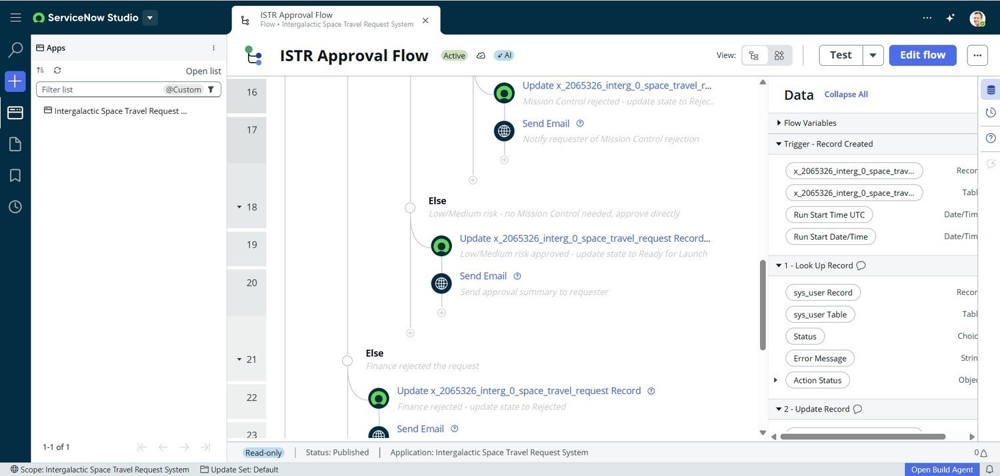 ServiceNow Studio
ISTR Approval Flow
Flow • Intergalactic Space Travel Request System
Apps
Open list
Filter list
@Custom
Intergalactic Space Travel Request ...
1-1 of 1
ISTR Approval Flow
Active
AI
View:
Test
Edit flow
16
Update x_2065326_interg_0_space_travel_r...
Mission Control rejected - update state to Rejec..
17
Send Email
Notify requester of Mission Control rejection
18
Else
Low/Medium risk - no Mission Control needed, approve directly
19
Update x_2065326_interg_0_space_travel_request Record...
Low/Medium risk approved - update state to Ready for Launch
20
Send Email
Send approval summary to requester
21
Else
Finance rejected the request
22
Update x_2065326_interg_0_space_travel_request Record
Finance rejected - update state to Rejected
23
Send Email
Data
Collapse All
Flow Variables
Trigger - Record Created
x_2065326_interg_0_space_trav...
Recor
x_2065326_interg_0_space_trav...
Tabl
Run Start Time UTC
Date/Tim
Run Start Date/Time
Date/Tim
1 - Look Up Record
sys_user Record
Recor
sys_user Table
Tabl
Status
Choic
Error Message
Strin
Action Status
Objec
2 - Update Record
Read-only
Status: Published
Application: Intergalactic Space Travel Request System
0
Scope: Intergalactic Space Travel Request System
Update Set: Default
Open Build Agent